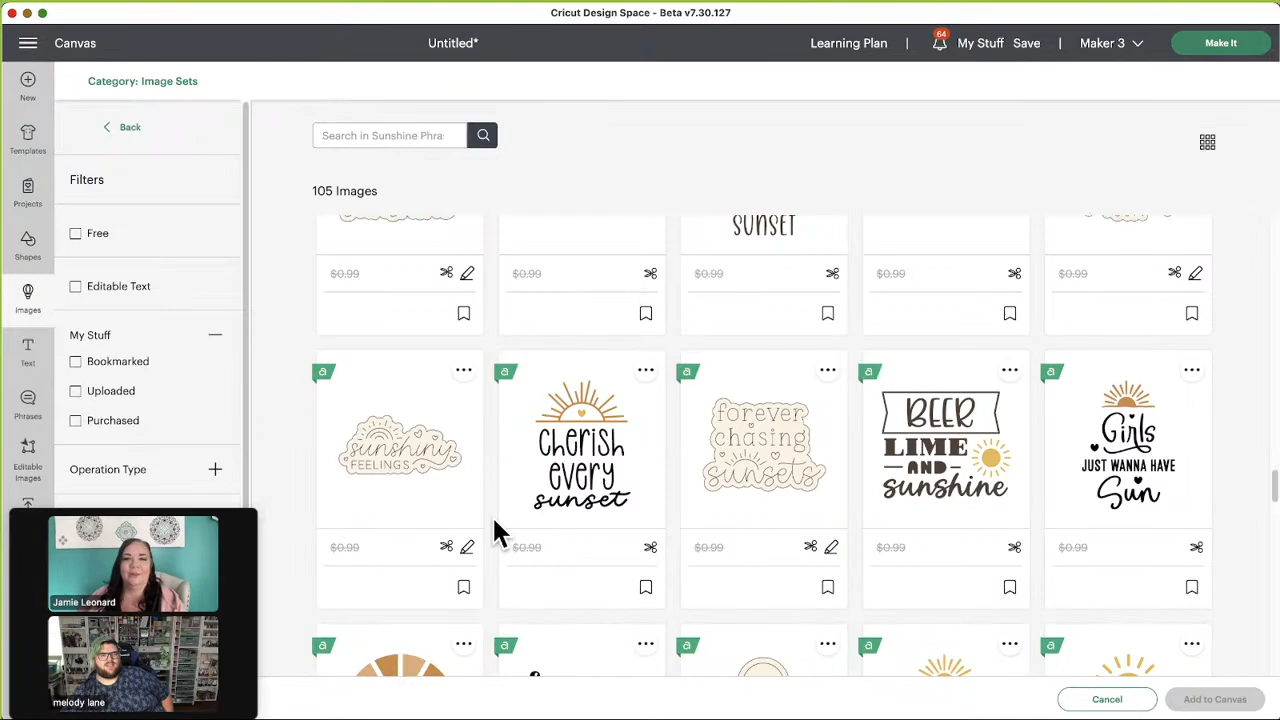 Cricut Design Space - Beta v7.30.127
Canvas
Untitled*
Learning Plan
|
64
My Stuff
Save
|
Maker 3
Make It
New
Templates
Projects
Shapes
Images
Text
Phrases
Editable
Images
Category: Image Sets
Back
Filters
Free
Editable Text
My Stuff
Bookmarked
Uploaded
Purchased
Operation Type
Search in Sunshine Phra
105 Images
SUNSET
$0.99
$0.99
$0.99
$0.99
$0.99
a
a
a
a
a
sunshiny
FEELINGS
cherish
every
sunset
forever
chasing
sunsets
BEER
LIME
AND
sunshine
Girls
JUST WANNA HAVE
Sun
$0.99
$0.99
$0.99
$0.99
$0.99
a
a
a
a
a
Jamie Leonard
melody lane
Cancel
Add to Canvas